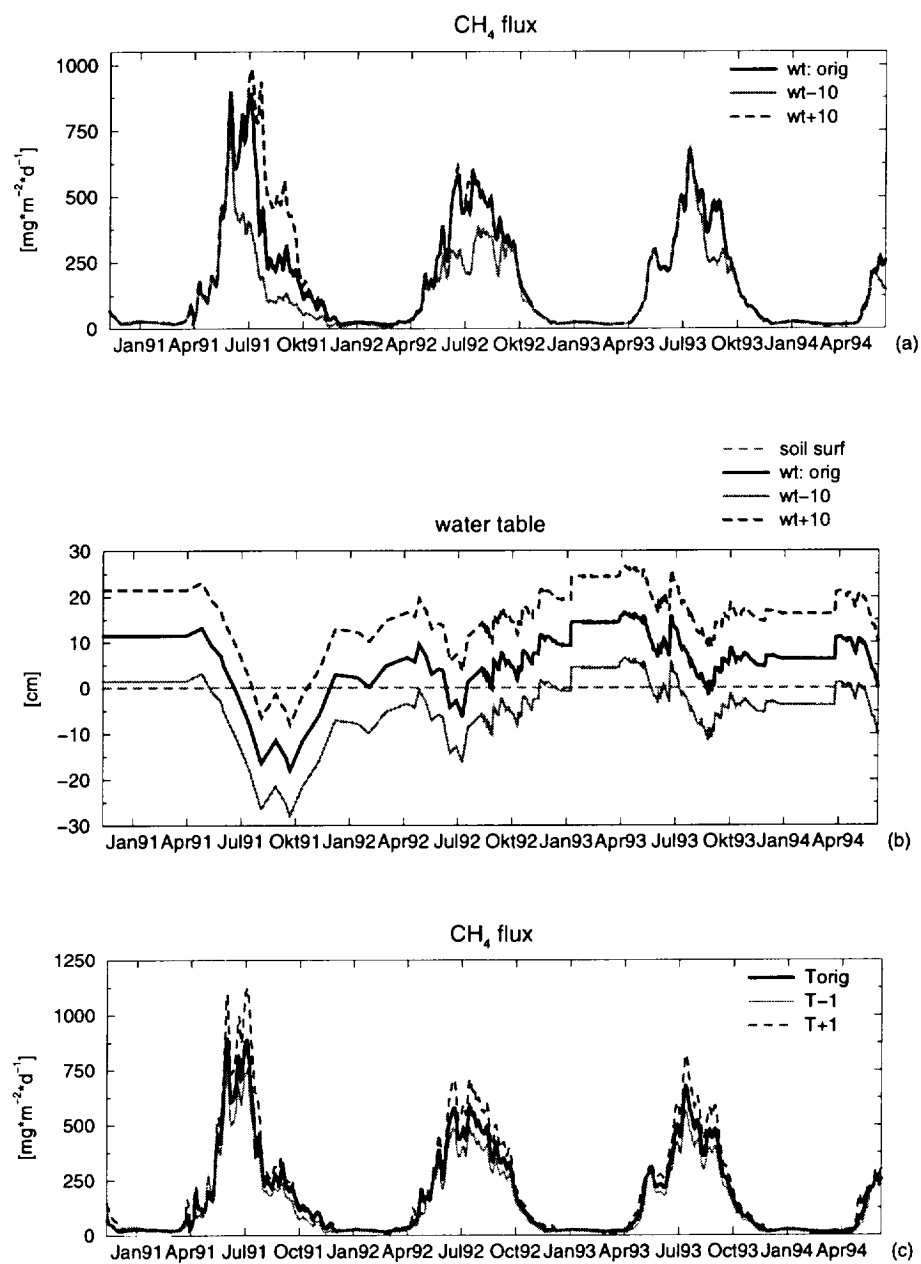 CH4 flux
1000
750
500
250
0
[mg*m−2*d−1]
wt: orig
wt−10
wt+10
Jan91 Apr91 Jul91 Okt91 Jan92 Apr92 Jul92 Okt92 Jan93 Apr93 Jul93 Okt93 Jan94 Apr94 (a)
soil surf
wt: orig
wt−10
wt+10
water table
30
20
10
0
−10
−20
−30
[cm]
Jan91 Apr91 Jul91 Okt91 Jan92 Apr92 Jul92 Okt92 Jan93 Apr93 Jul93 Okt93 Jan94 Apr94 (b)
CH4 flux
1250
1000
750
500
250
0
[mg*m−2*d−1]
Torig
T−1
T+1
Jan91 Apr91 Jul91 Okt91 Jan92 Apr92 Jul92 Okt92 Jan93 Apr93 Jul93 Okt93 Jan94 Apr94 (c)